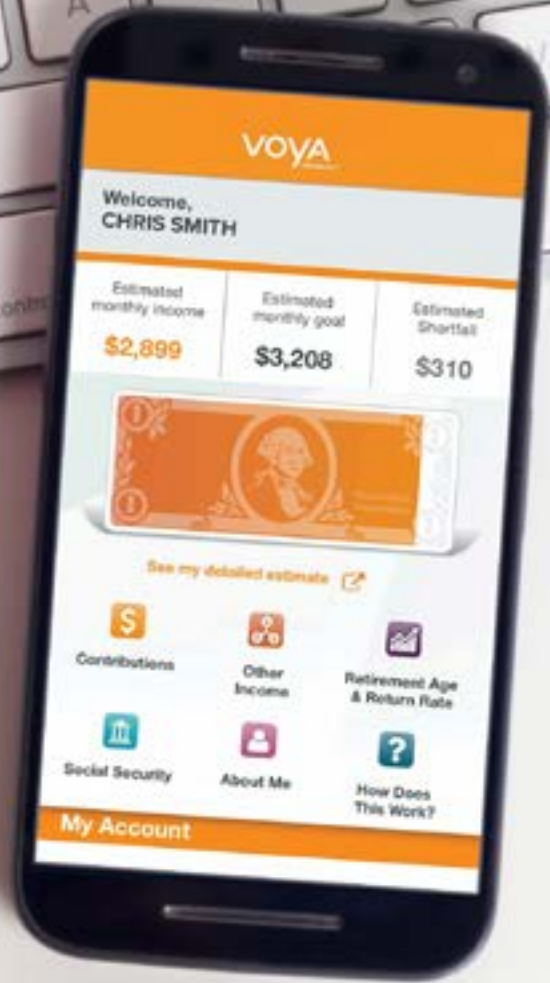 A
VOYA
Welcome,
CHRIS SMITH
Estimated
monthly income
$2,899
Estimated
monthly goal
$3,208
Estimated
Shortfall
$310
See my detailed estimate
$
Contributions
Other
Income
Retirement Age
& Return Rate
Social Security
About Me
?
How Does
This Work?
My Account